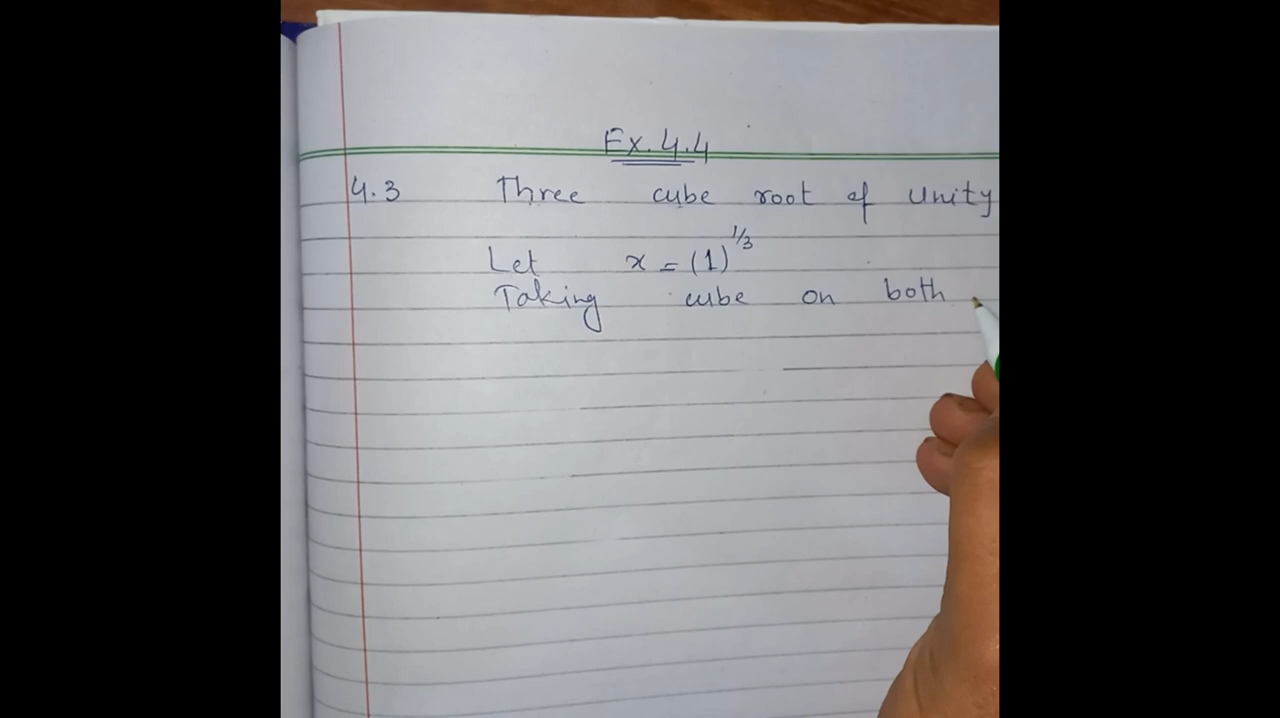 Ex.4.4
4.3 Three cube root of Unity
Let x = (1)^1/3
Taking cube on both